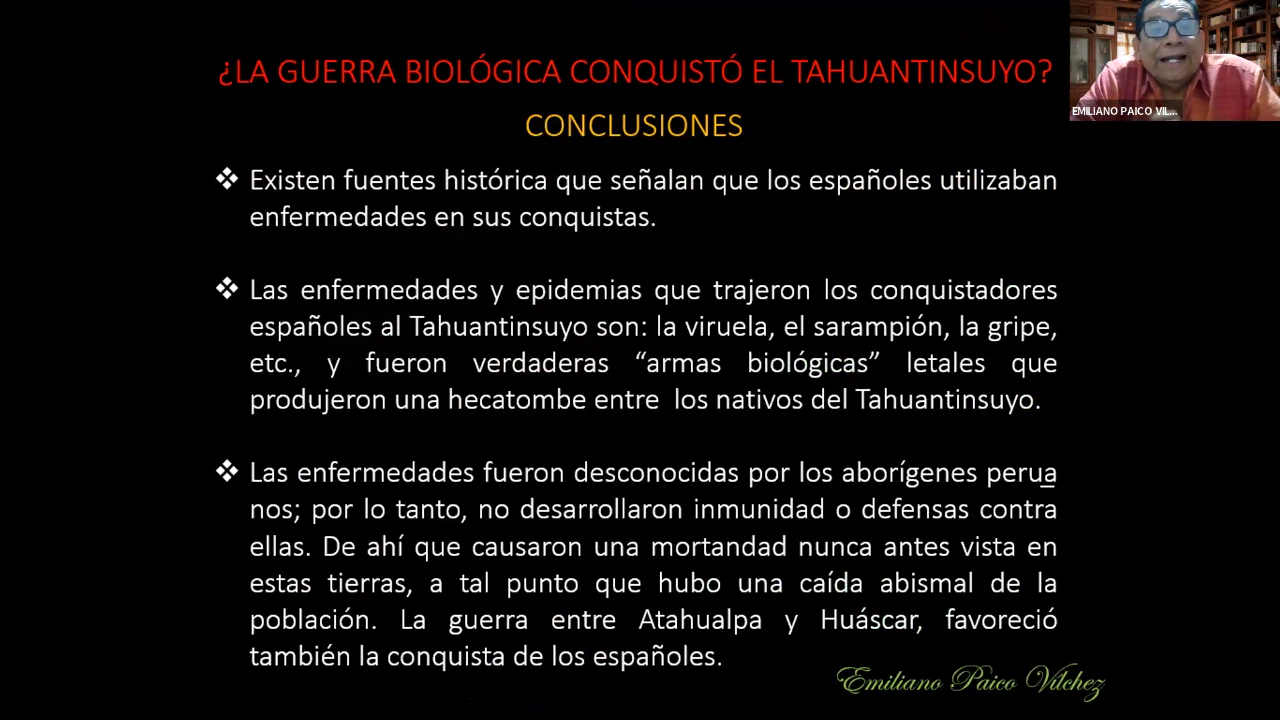 ¿LA GUERRA BIOLÓGICA CONQUISTÓ EL TAHUANTINSUYO?
CONCLUSIONES
EMILIANO PAICO VIL...
❖ Existen fuentes histórica que señalan que los españoles utilizaban
enfermedades en sus conquistas.
❖ Las enfermedades y epidemias que trajeron los conquistadores
españoles al Tahuantinsuyo son: la viruela, el sarampión, la gripe,
etc., y fueron verdaderas “armas biológicas” letales que
produjeron una hecatombe entre los nativos del Tahuantinsuyo.
❖ Las enfermedades fueron desconocidas por los aborígenes perua
nos; por lo tanto, no desarrollaron inmunidad o defensas contra
ellas. De ahí que causaron una mortandad nunca antes vista en
estas tierras, a tal punto que hubo una caída abismal de la
población. La guerra entre Atahualpa y Huáscar, favoreció
también la conquista de los españoles.
Emiliano Paico Vilchez